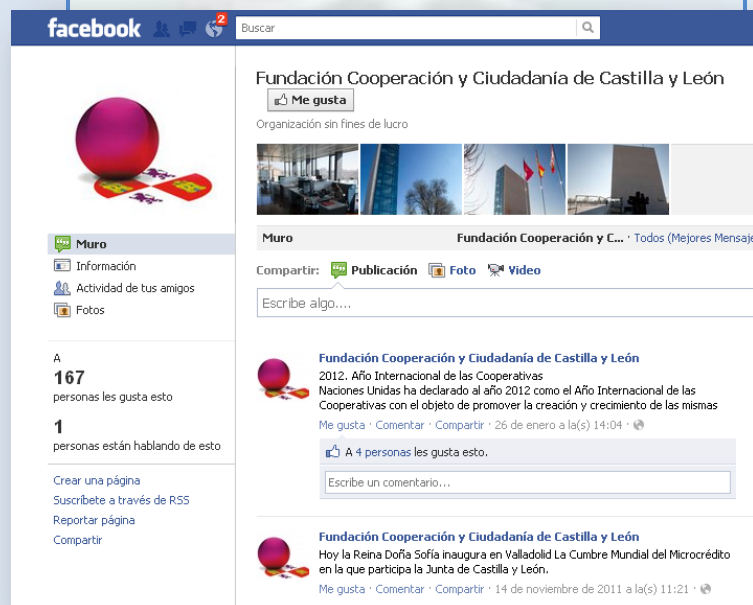 facebook
2
Buscar
Fundación Cooperación y Ciudadanía de Castilla y León
Me gusta
Organización sin fines de lucro
Muro
Información
Actividad de tus amigos
Fotos
A
167
personas les gusta esto
1
personas están hablando de esto
Crear una página
Suscríbete a través de RSS
Reportar página
Compartir
Muro Fundación Cooperación y C... · Todos (Mejores Mensaje
Compartir: Publicación Foto Video
Escribe algo....
Fundación Cooperación y Ciudadanía de Castilla y León
2012. Año Internacional de las Cooperativas
Naciones Unidas ha declarado al año 2012 como el Año Internacional de las
Cooperativas con el objeto de promover la creación y crecimiento de las mismas
Me gusta · Comentar · Compartir · 26 de enero a la(s) 14:04 ·
A 4 personas les gusta esto.
Escribe un comentario...
Fundación Cooperación y Ciudadanía de Castilla y León
Hoy la Reina Doña Sofía inaugura en Valladolid La Cumbre Mundial del Microcrédito
en la que participa la Junta de Castilla y León.
Me gusta · Comentar · Compartir · 14 de noviembre de 2011 a la(s) 11:21 ·